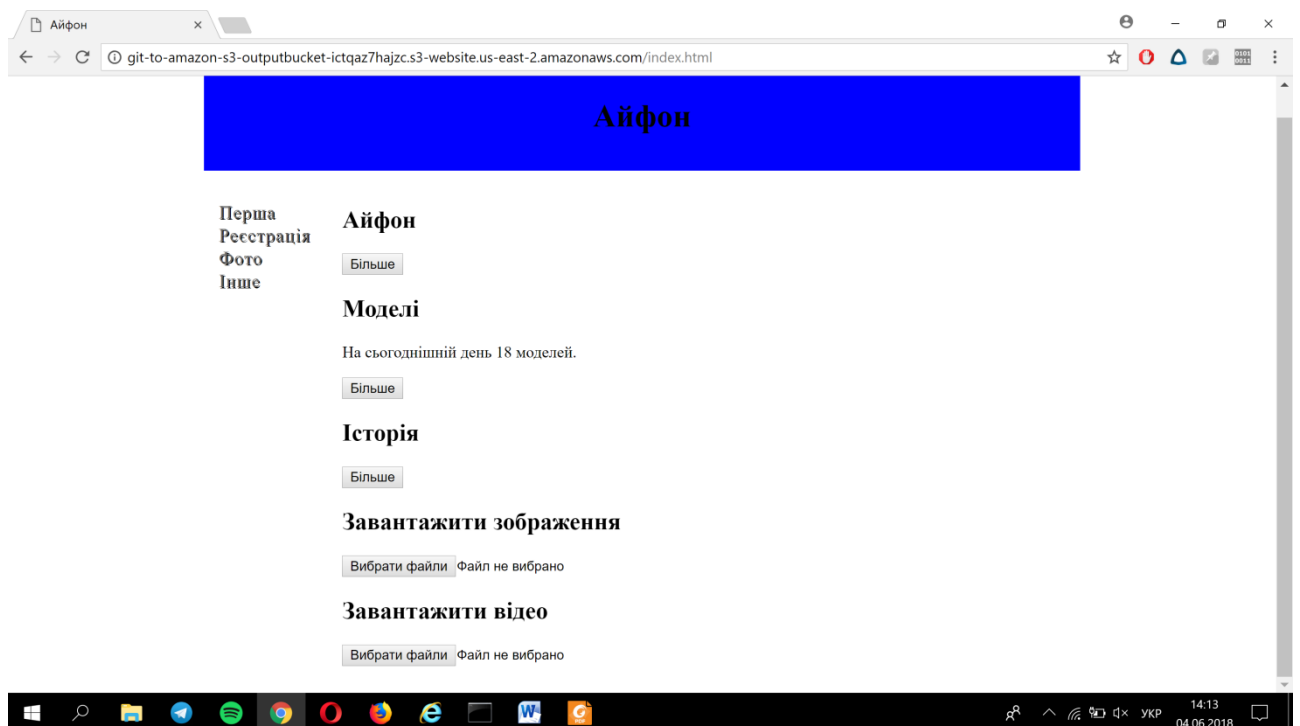 Айфон
git-to-amazon-s3-outputbucket-ictqaz7hajzc.s3-website.us-east-2.amazonaws.com/index.html
Айфон
Перша
Реєстрація
Фото
Інше
Айфон
Більше
Моделі
На сьогоднішній день 18 моделей.
Більше
Історія
Більше
Завантажити зображення
Вибрати файли Файл не вибрано
Завантажити відео
Вибрати файли Файл не вибрано
УКР
14:13
04.06.2018